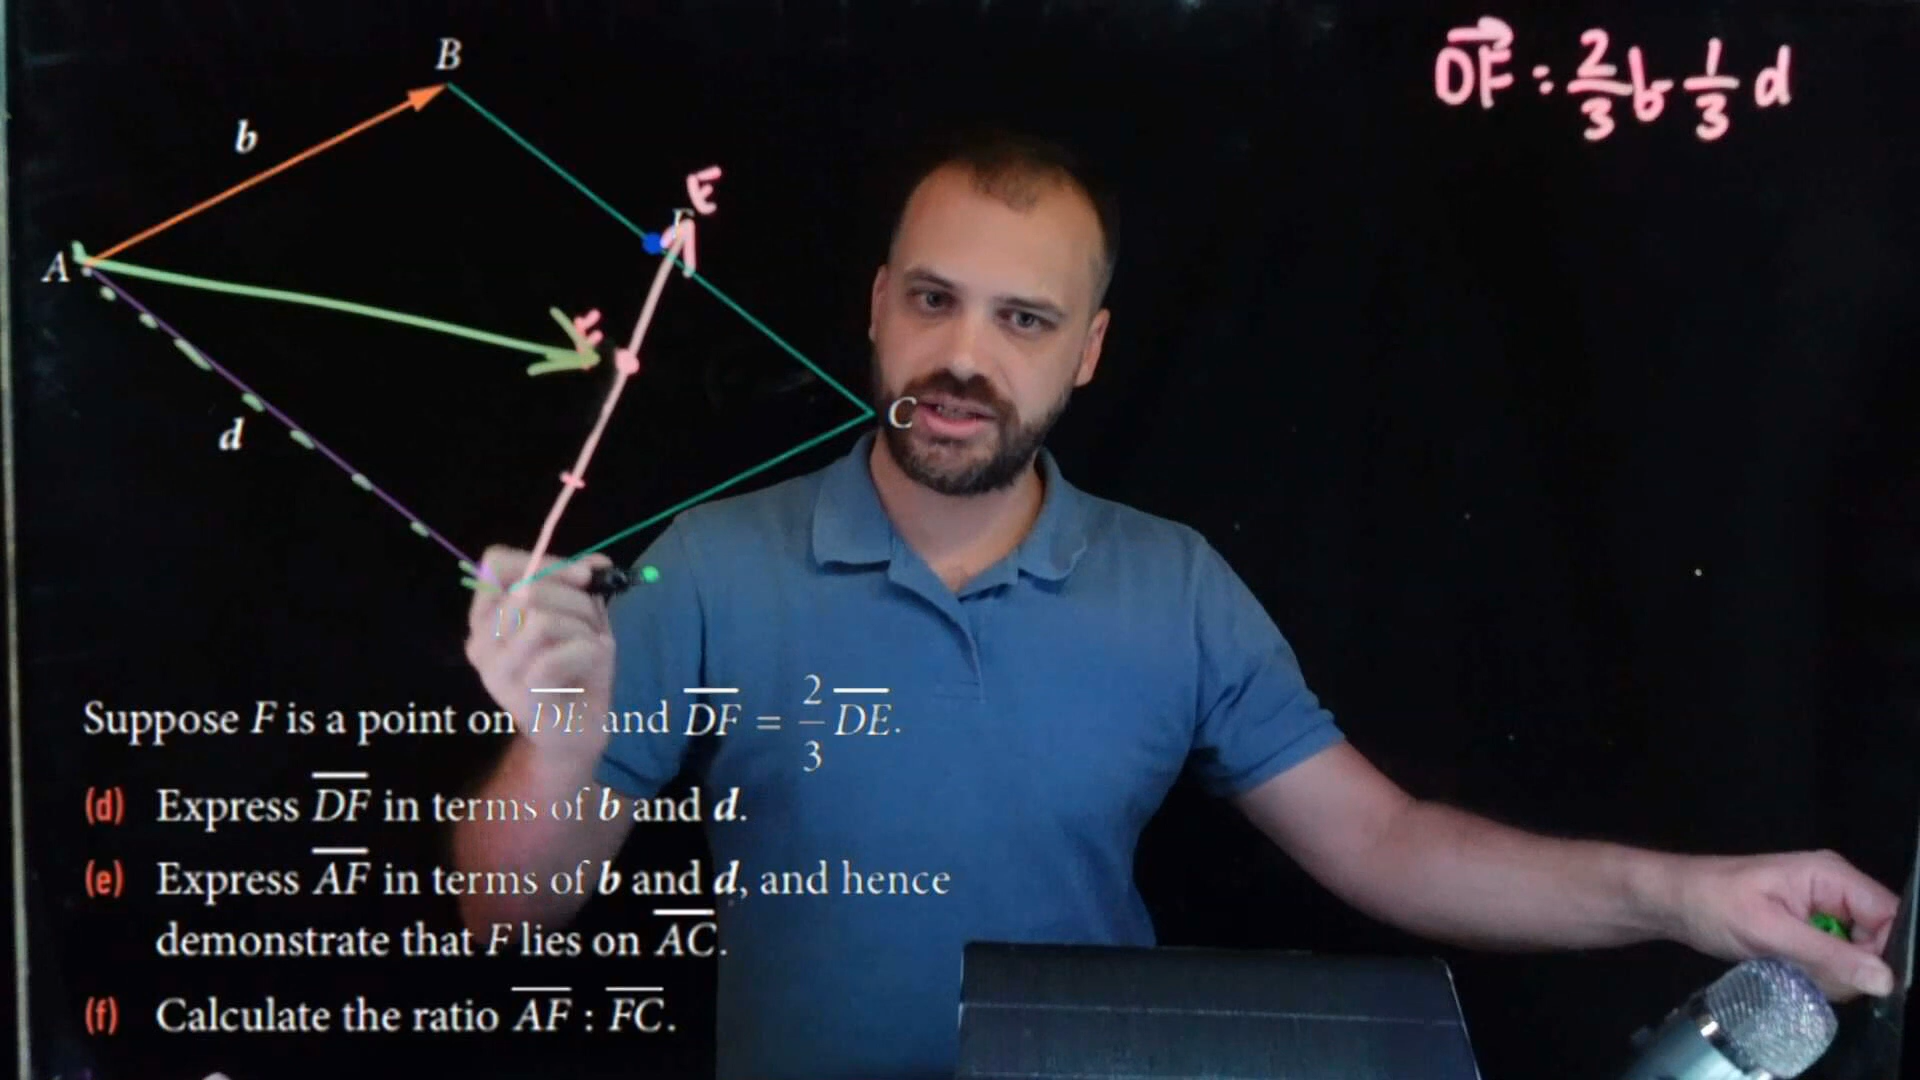 B
b
E
E
A
F
C
d
D
DF = 2/3 b 1/3 d
Suppose F is a point on DE and DF = 2/3 DE.
(d) Express DF in terms of b and d.
(e) Express AF in terms of b and d, and hence
demonstrate that F lies on AC.
(f) Calculate the ratio AF : FC.